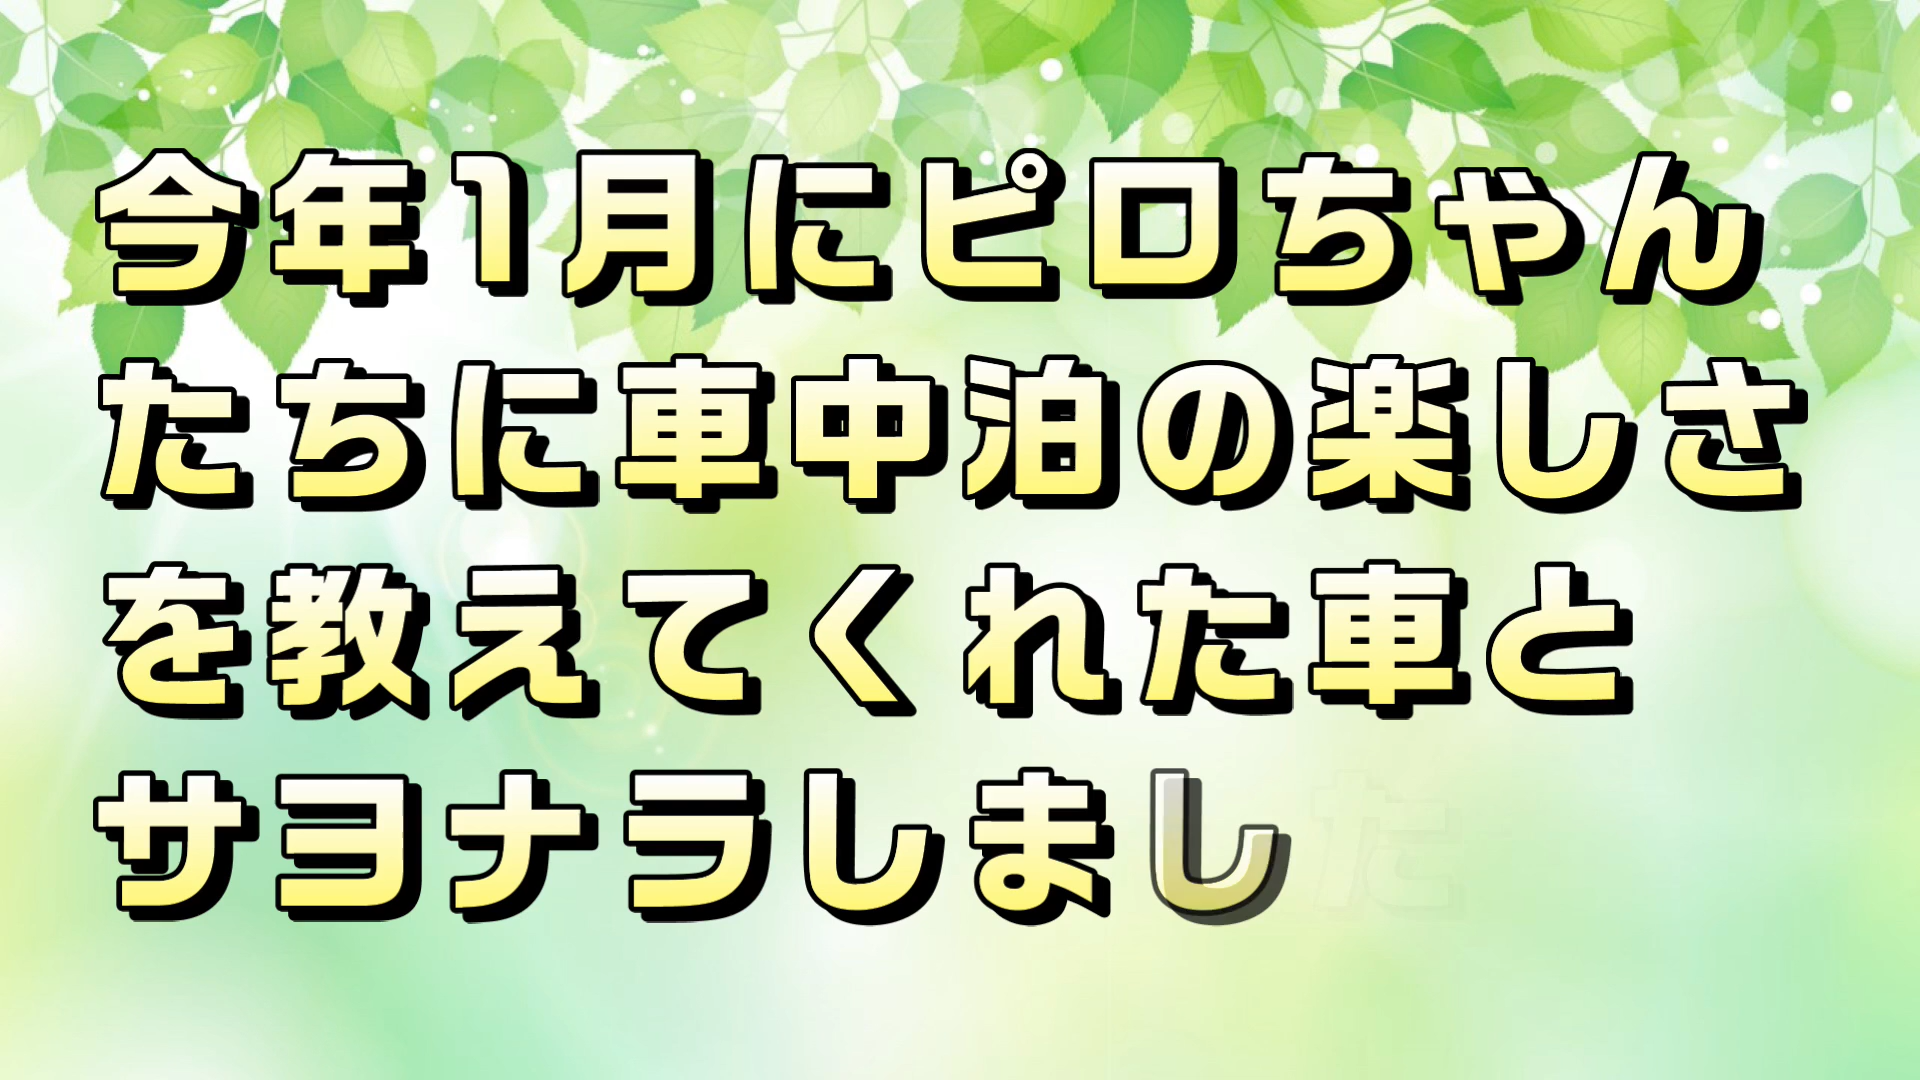 今年1月にピロちゃん
たちに車中泊の楽しさ
を教えてくれた車と
サヨナラしました